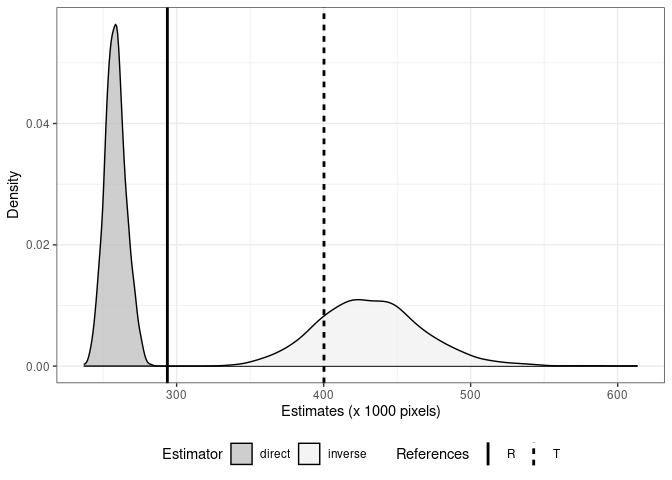 0.04
0.02
0.00
Density
300 400 500 600
Estimates (x 1000 pixels)
Estimator direct inverse References R T